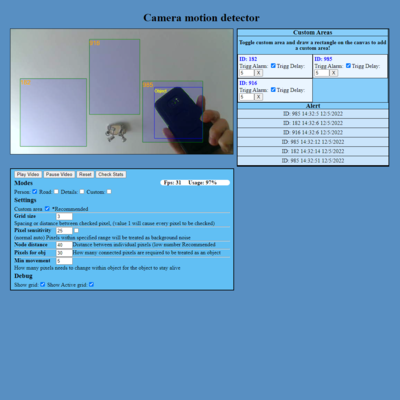 Camera motion detector
916
182
985
Object
Custom Areas
Toggle custom area and draw a rectangle on the canvas to add
a custom area!
ID: 182
Trigg Alarm: Trigg Delay:
5 X
ID: 985
Trigg Alarm: Trigg Delay:
5 X
ID: 916
Trigg Alarm: Trigg Delay:
5 X
Alert
ID: 985 14:32:5 12/5/2022
ID: 182 14:32:6 12/5/2022
ID: 916 14:32:6 12/5/2022
ID: 985 14:32:12 12/5/2022
ID: 182 14:32:14 12/5/2022
ID: 985 14:32:51 12/5/2022
Play Video Pause Video Reset Check Stats
Modes
Fps: 31 Usage: 97%
Person: Road: Details: Custom:
Settings
Custom area: *Recommended
Grid size 3
Spacing or distance between checked pixel, (value 1 will cause every pixel to be checked)
Pixel sensitivity 25
(normal auto) Pixels within specified range will be treated as background noise
Node distance 40 Distance between individual pixels (low number Recommended
Pixels for obj 30 How many connected pixels are required to be treated as an object
Min movement 5
How many pixels needs to change within object for the object to stay alive
Debug
Show grid: Show Active grid: